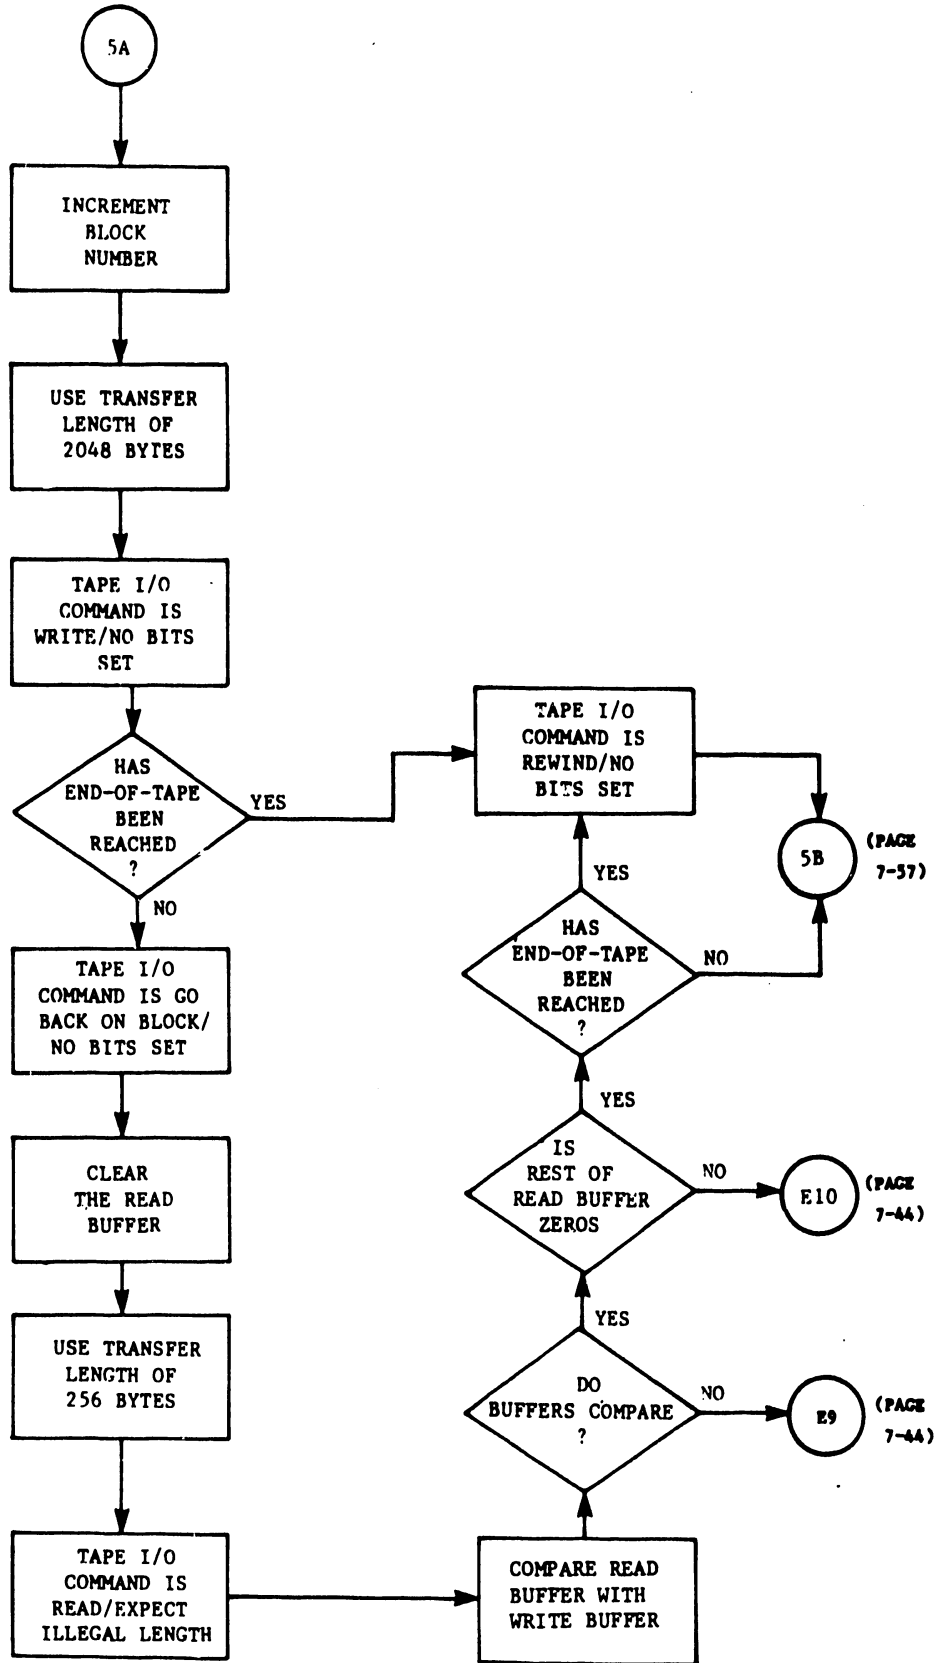 5A
INCREMENT
BLOCK
NUMBER
USE TRANSFER
LENGTH OF
2048 BYTES
TAPE I/O
COMMAND IS
WRITE/NO BITS
SET
HAS
END-OF-TAPE
BEEN
REACHED
?
YES
NO
TAPE I/O
COMMAND IS GO
BACK ON BLOCK/
NO BITS SET
CLEAR
THE READ
BUFFER
USE TRANSFER
LENGTH OF
256 BYTES
TAPE I/O
COMMAND IS
READ/EXPECT
ILLEGAL LENGTH
COMPARE READ
BUFFER WITH
WRITE BUFFER
DO
BUFFERS COMPARE
?
NO
E9
(PAGE
7-44)
YES
IS
REST OF
READ BUFFER
ZEROS
NO
E10
(PAGE
7-44)
YES
HAS
END-OF-TAPE
BEEN
REACHED
?
NO
YES
TAPE I/O
COMMAND IS
REWIND/NO
BITS SET
5B
(PAGE
7-57)